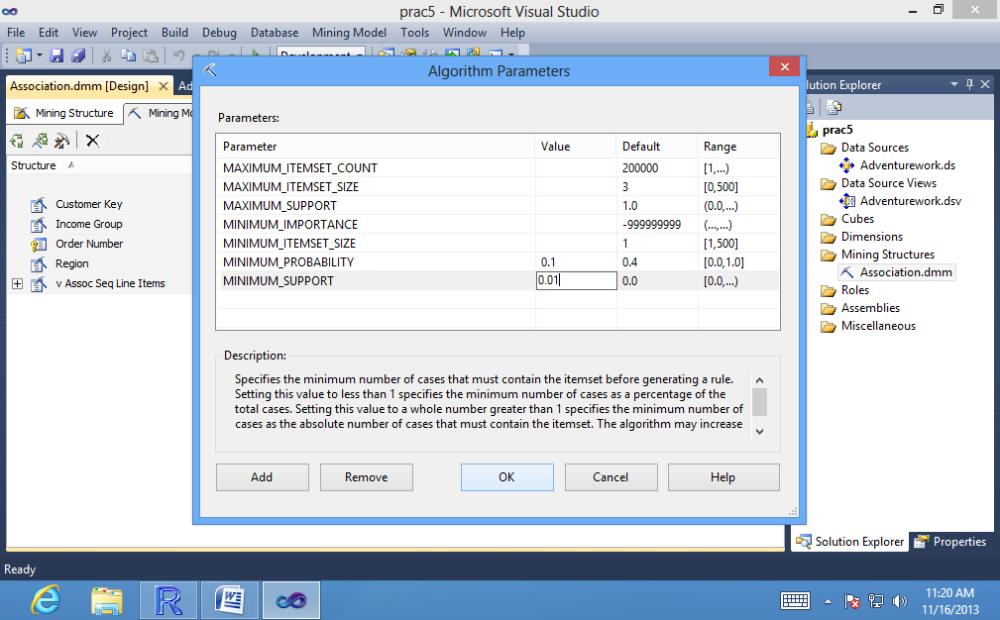 prac5 - Microsoft Visual Studio
File Edit View Project Build Debug Database Mining Model Tools Window Help
Association.dmm [Design]
Mining Structure
Structure
Customer Key
Income Group
Order Number
Region
v Assoc Seq Line Items
Algorithm Parameters
Parameters:
Parameter Value Default Range
MAXIMUM_ITEMSET_COUNT 200000 [1,...)
MAXIMUM_ITEMSET_SIZE 3 [0,500]
MAXIMUM_SUPPORT 1.0 (0.0,...)
MINIMUM_IMPORTANCE -999999999 (...,...)
MINIMUM_ITEMSET_SIZE 1 [1,500]
MINIMUM_PROBABILITY 0.1 0.4 [0.0,1.0]
MINIMUM_SUPPORT 0.01 0.0 [0.0,...)
Description:
Specifies the minimum number of cases that must contain the itemset before generating a rule.
Setting this value to less than 1 specifies the minimum number of cases as a percentage of the
total cases. Setting this value to a whole number greater than 1 specifies the minimum number of
cases as the absolute number of cases that must contain the itemset. The algorithm may increase
Add Remove OK Cancel Help
lution Explorer
prac5
Data Sources
Adventurework.ds
Data Source Views
Adventurework.dsv
Cubes
Dimensions
Mining Structures
Association.dmm
Roles
Assemblies
Miscellaneous
Solution Explorer Properties
Ready
11:20 AM
11/16/2013